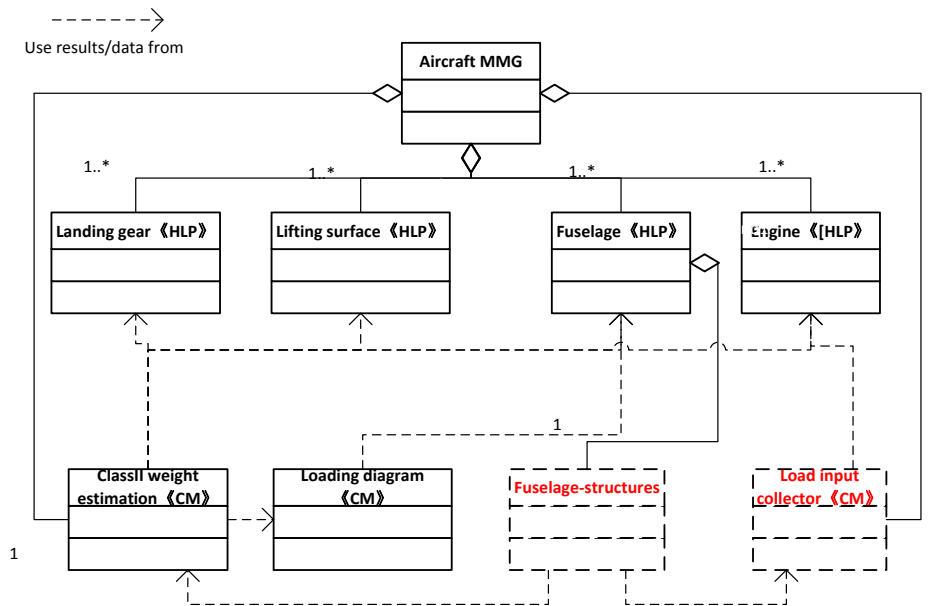 Use results/data from
Aircraft MMG
1..*
1..*
1..*
1..*
Landing gear《HLP》
Lifting surface《HLP》
Fuselage《HLP》
Engine《[HLP》
1
ClassII weight
estimation《CM》
Loading diagram
《CM》
Fuselage-structures
Load input
collector《CM》
1